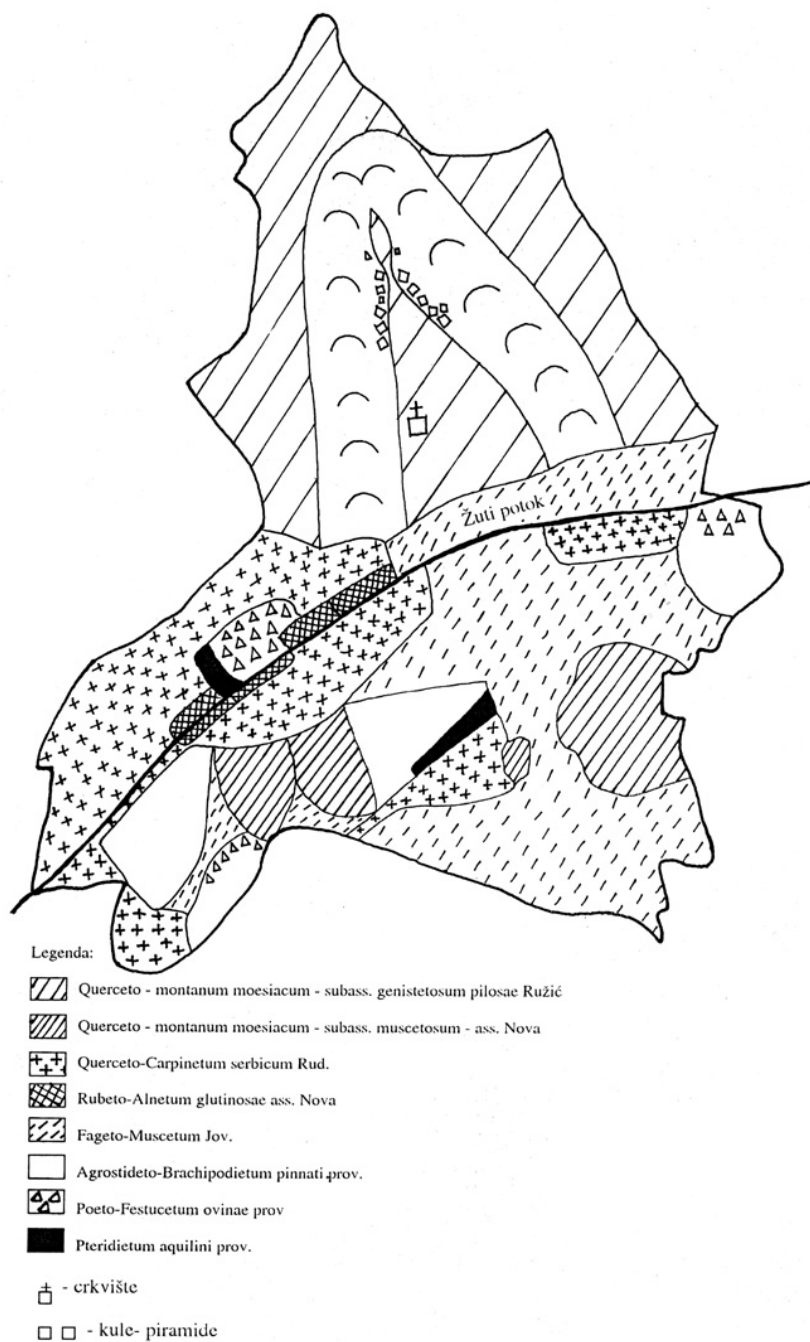 Žuti potok
Legenda:
Querceto - montanum moesiacum - subass. genistetosum pilosae Ružić
Querceto - montanum moesiacum - subass. muscetosum - ass. Nova
Querceto-Carpinetum serbicum Rud.
Rubeto-Alnetum glutinosae ass. Nova
Fageto-Muscetum Jov.
Agrostideto-Brachipodietum pinnati prov.
Poeto-Festucetum ovinae prov
Pteridietum aquilini prov.
- crkvište
- kule- piramide